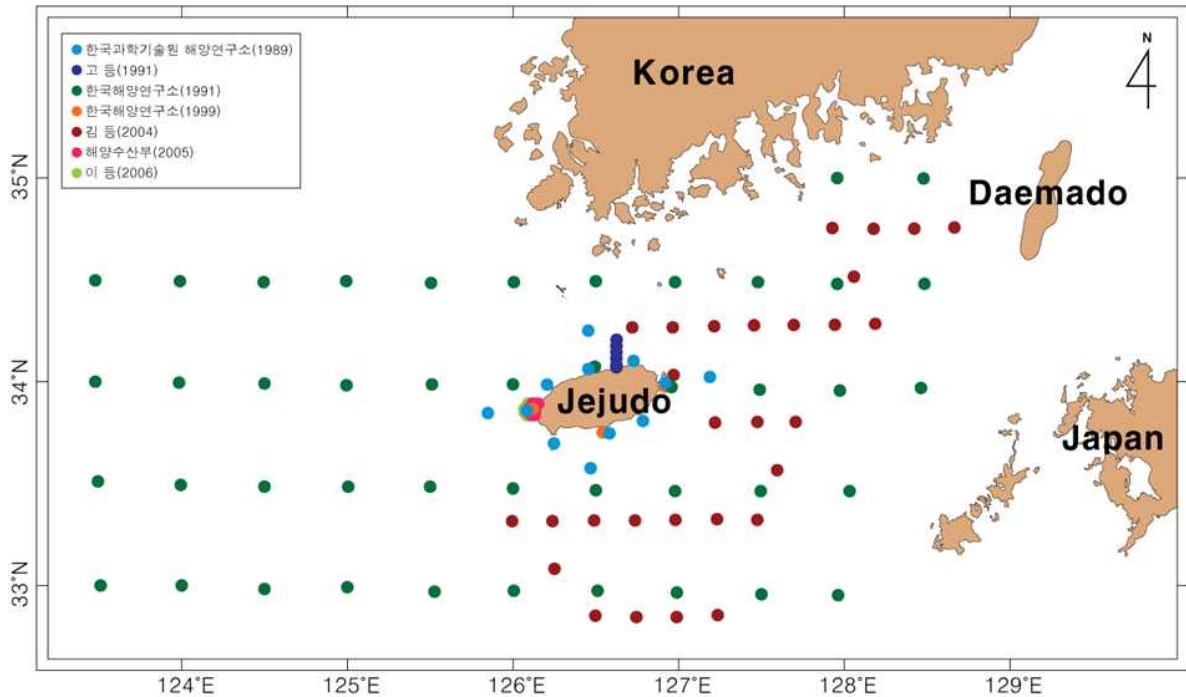 한국과학기술원 해양연구소(1989)
고 등(1991)
한국해양연구소(1991)
한국해양연구소(1999)
김 등(2004)
해양수산부(2005)
이 등(2006)
Korea
N
Daemado
Jejudo
Japan
35°N
34°N
33°N
124°E
125°E
126°E
127°E
128°E
129°E